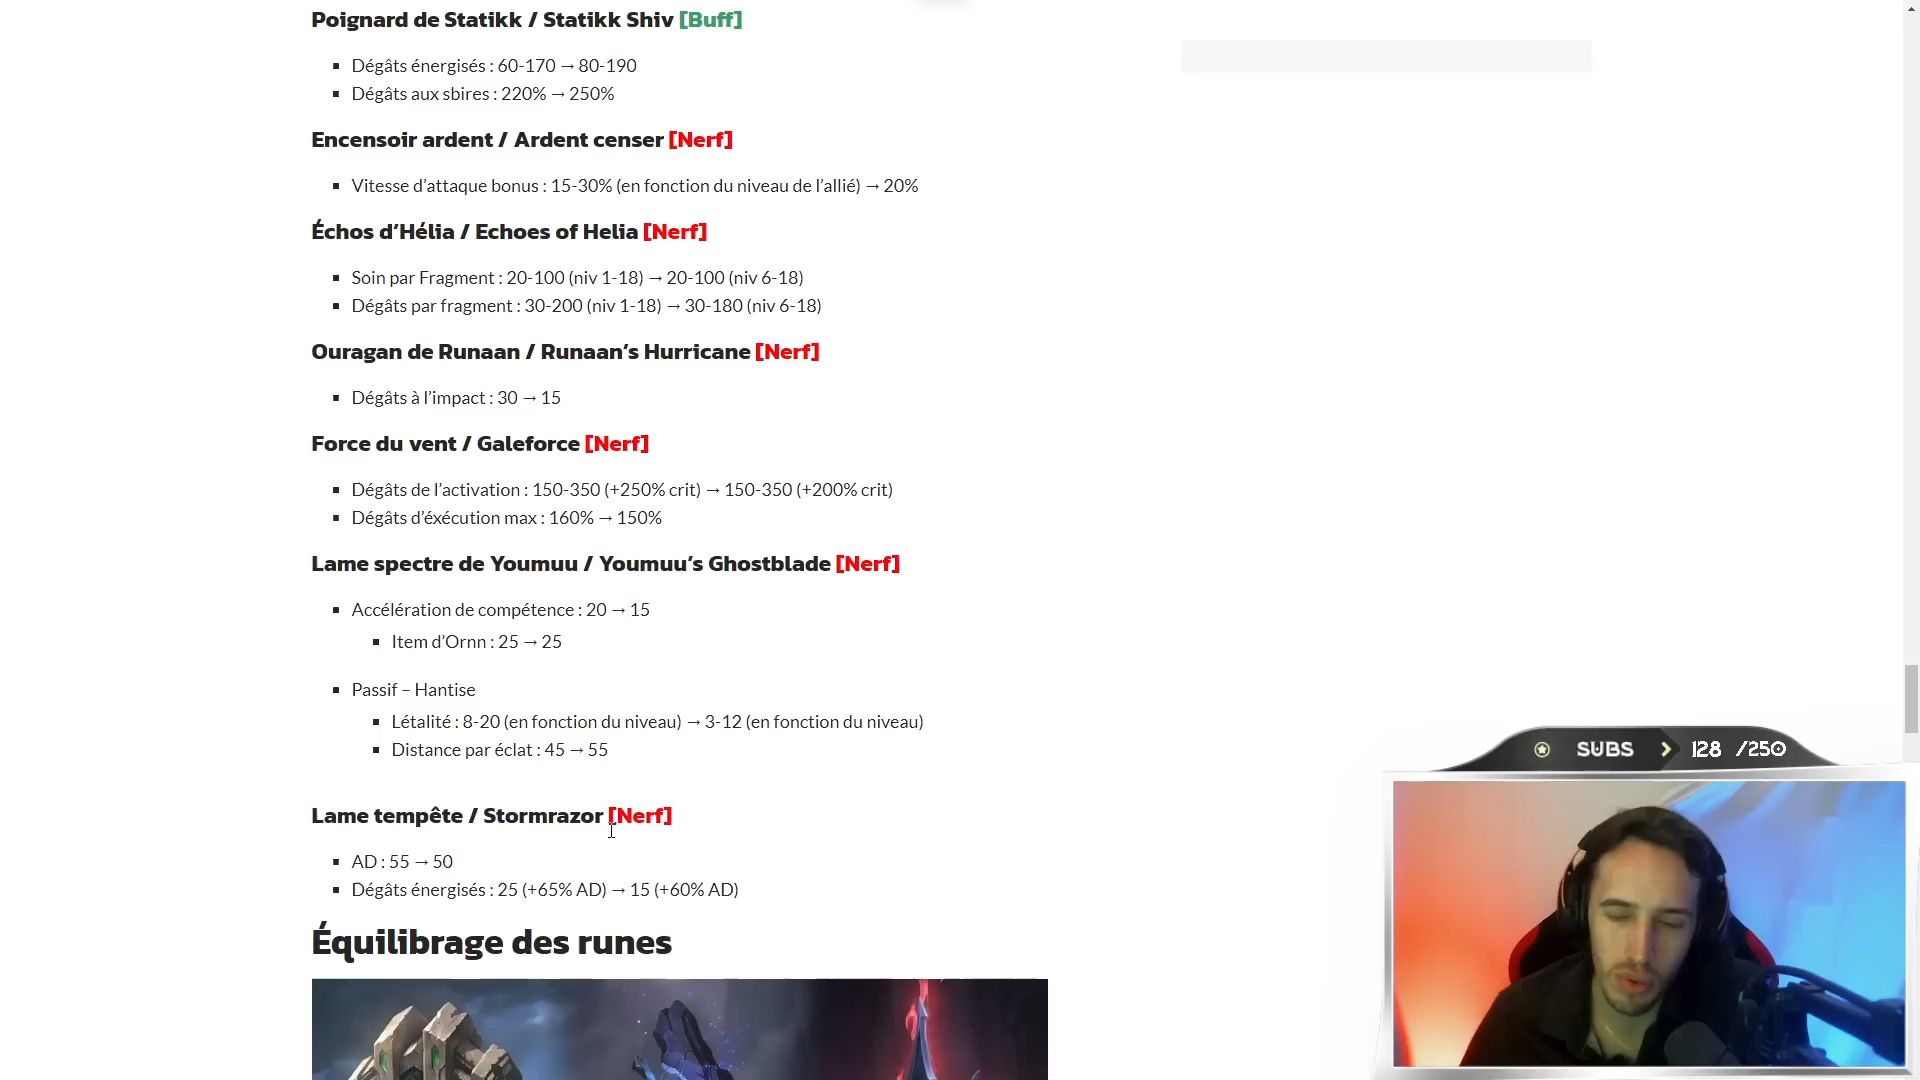 Poignard de Statikk / Statikk Shiv [Buff]
Dégâts énergisés : 60-170 → 80-190
Dégâts aux sbires : 220% → 250%
Encensoir ardent / Ardent censer [Nerf]
Vitesse d’attaque bonus : 15-30% (en fonction du niveau de l’allié) → 20%
Échos d’Hélia / Echoes of Helia [Nerf]
Soin par Fragment : 20-100 (niv 1-18) → 20-100 (niv 6-18)
Dégâts par fragment : 30-200 (niv 1-18) → 30-180 (niv 6-18)
Ouragan de Runaan / Runaan’s Hurricane [Nerf]
Dégâts à l’impact : 30 → 15
Force du vent / Galeforce [Nerf]
Dégâts de l’activation : 150-350 (+250% crit) → 150-350 (+200% crit)
Dégâts d’éxécution max : 160% → 150%
Lame spectre de Youmuu / Youmuu’s Ghostblade [Nerf]
Accélération de compétence : 20 → 15
Item d’Ornn : 25 → 25
Passif – Hantise
Létalité : 8-20 (en fonction du niveau) → 3-12 (en fonction du niveau)
Distance par éclat : 45 → 55
Lame tempête / Stormrazor [Nerf]
AD : 55 → 50
Dégâts énergisés : 25 (+65% AD) → 15 (+60% AD)
Équilibrage des runes
SUBS 128 /250